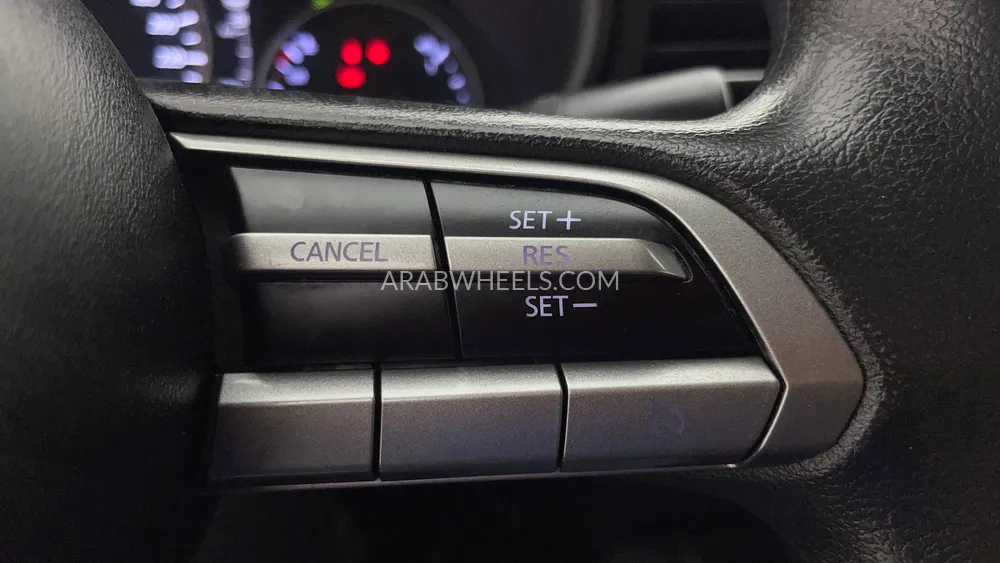 SET+
CANCEL RES
ARABWHEELS.COM
SET−